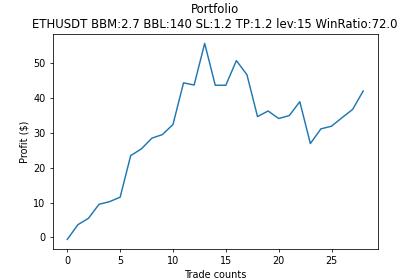 Portfolio
ETHUSDT BBM:2.7 BBL:140 SL:1.2 TP:1.2 lev:15 WinRatio:72.0
Profit ($)
50
40
30
20
10
0
0 5 10 15 20 25
Trade counts